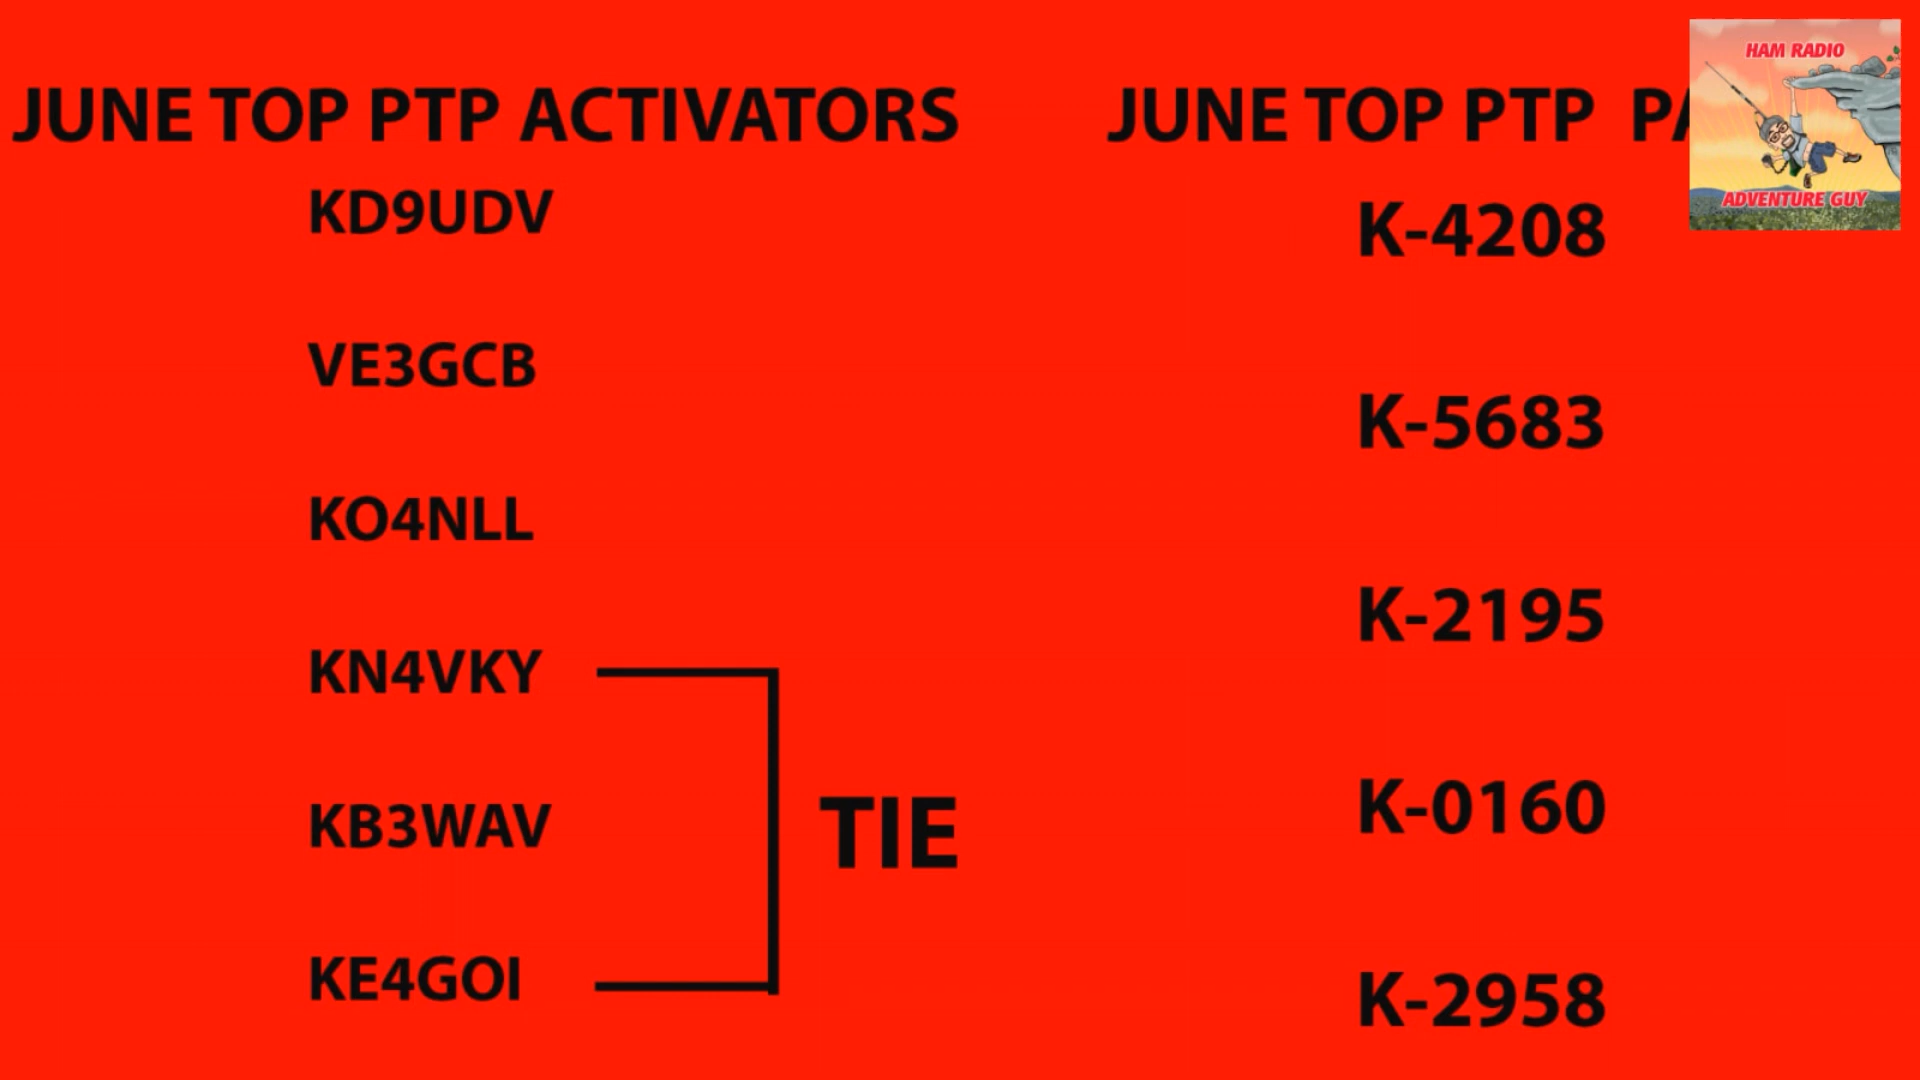 JUNE TOP PTP ACTIVATORS
KD9UDV
VE3GCB
KO4NLL
KN4VKY
KB3WAV
KE4GOI
TIE
JUNE TOP PTP
K-4208
K-5683
K-2195
K-0160
K-2958
HAM RADIO
ADVENTURE GUY